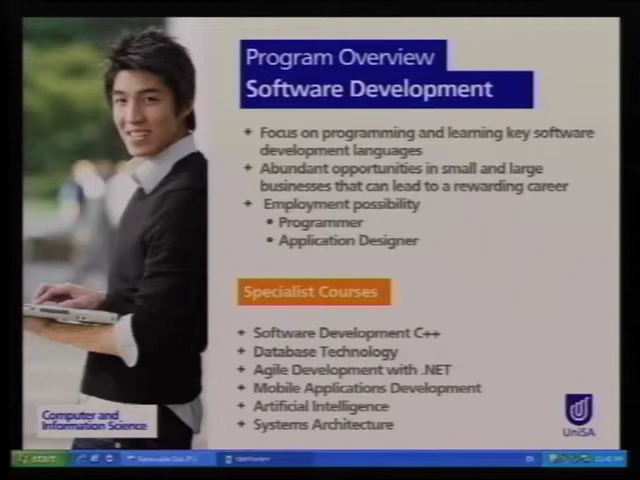 Program Overview
Software Development
+ Focus on programming and learning key software
development languages
+ Abundant opportunities in small and large
businesses that can lead to a rewarding career
+ Employment possibility
• Programmer
• Application Designer
Specialist Courses
+ Software Development C++
+ Database Technology
+ Agile Development with .NET
+ Mobile Applications Development
+ Artificial Intelligence
+ Systems Architecture
Computer and
Information Science
UniSA
start